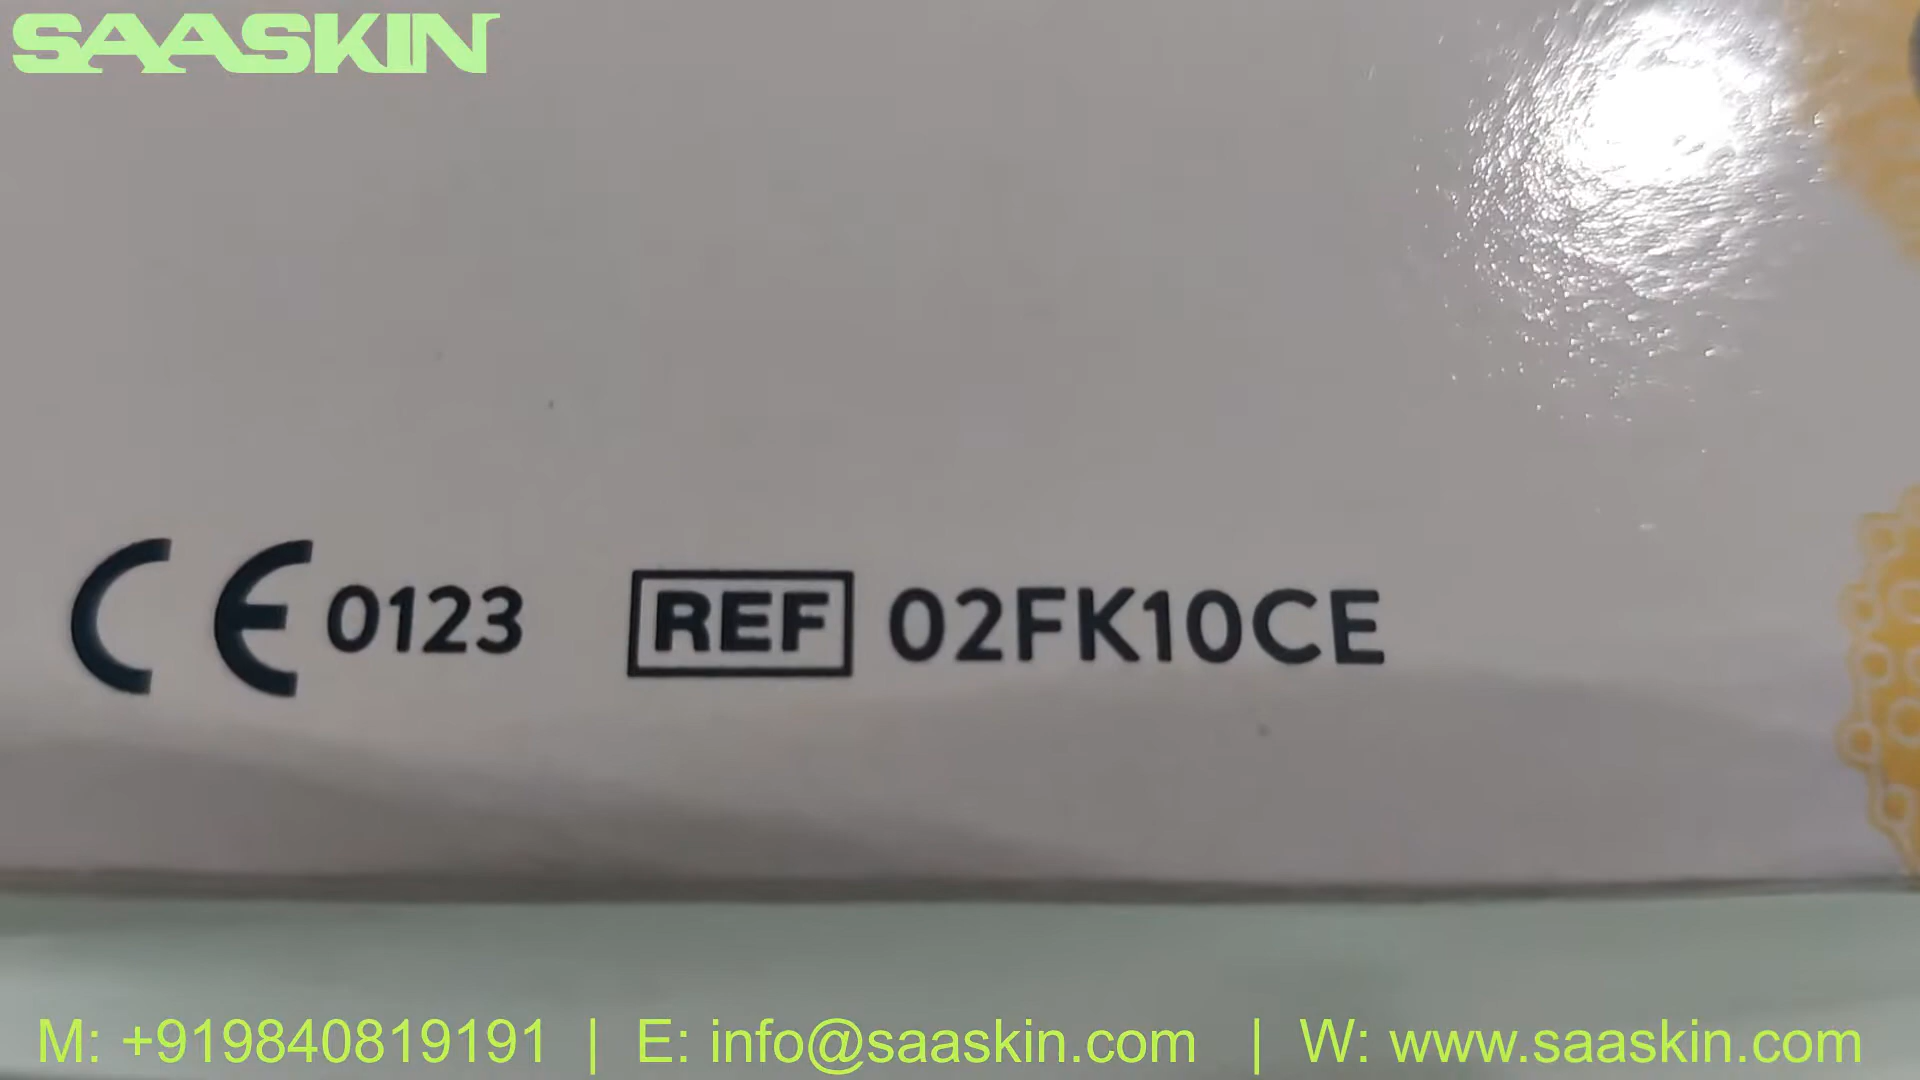 SAASKIN
CE 0123 REF 02FK10CE
M: +919840819191 | E: info@saaskin.com | W: www.saaskin.com